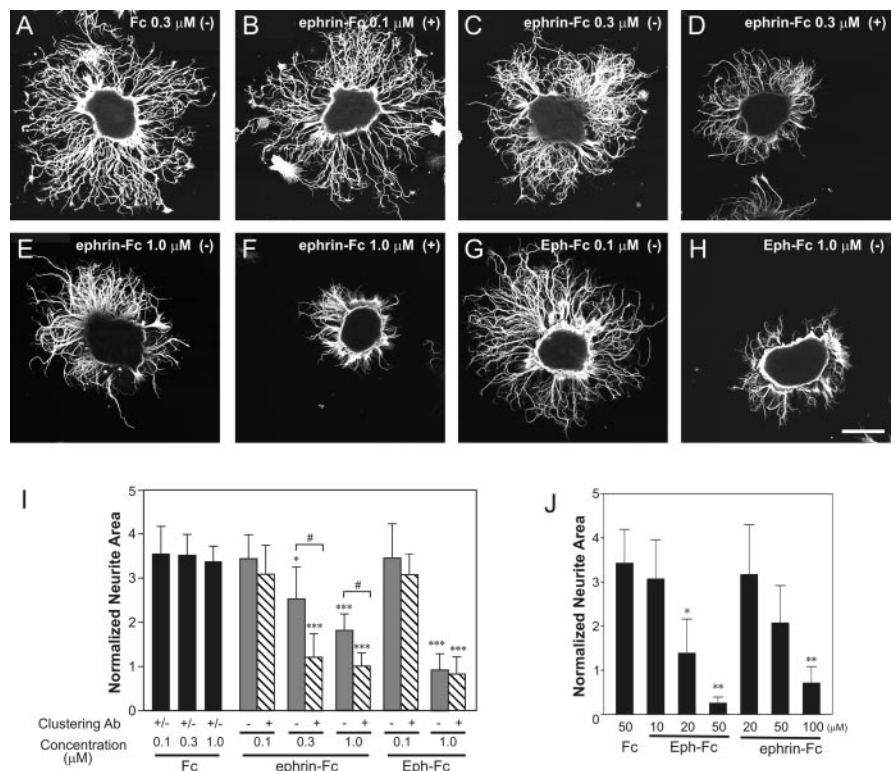 A Fc 0.3 µM (-)
B ephrin-Fc 0.1 µM (+)
C ephrin-Fc 0.3 µM (-)
D ephrin-Fc 0.3 µM (+)
E ephrin-Fc 1.0 µM (-)
F ephrin-Fc 1.0 µM (+)
G Eph-Fc 0.1 µM (-)
H Eph-Fc 1.0 µM (-)
I
Normalized Neurite Area
5
4
3
2
1
0
* # *** *** # *** *** ***
Clustering Ab +/- +/- +/- - + - + - + - + - +
Concentration (µM) 0.1 0.3 1.0 0.1 0.3 1.0 0.1 1.0
Fc ephrin-Fc Eph-Fc
J
Normalized Neurite Area
5
4
3
2
1
0
* ** **
50 10 20 50 20 50 100 (µM)
Fc Eph-Fc ephrin-Fc